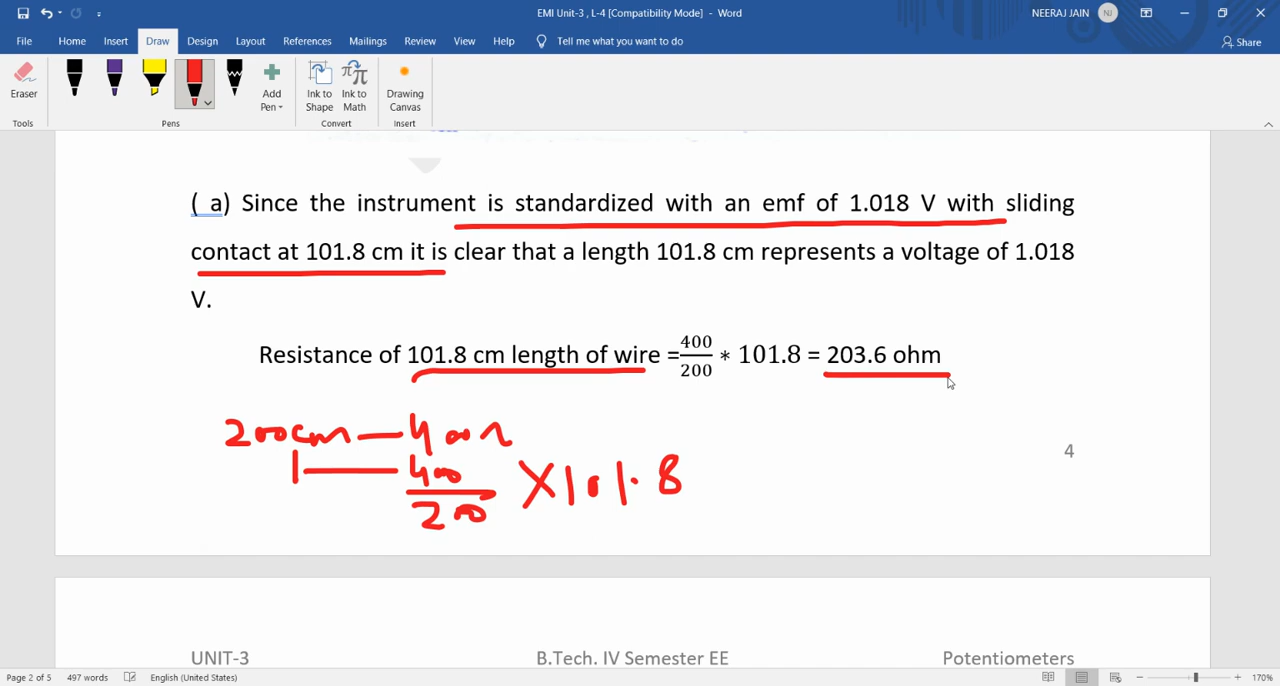 EMI Unit-3 , L-4 [Compatibility Mode] - Word
NEERAJ JAIN NJ
File Home Insert Draw Design Layout References Mailings Review View Help Tell me what you want to do Share
Eraser
Add Pen
Ink to Shape
Ink to Math
Drawing Canvas
Tools Pens Convert Insert
( a) Since the instrument is standardized with an emf of 1.018 V with sliding
contact at 101.8 cm it is clear that a length 101.8 cm represents a voltage of 1.018
V.
Resistance of 101.8 cm length of wire = 400/200 * 101.8 = 203.6 ohm
200cm — 400Ω
1 — 400/200 X 101.8
4
UNIT-3 B.Tech. IV Semester EE Potentiometers
Page 2 of 5 497 words English (United States) 170%